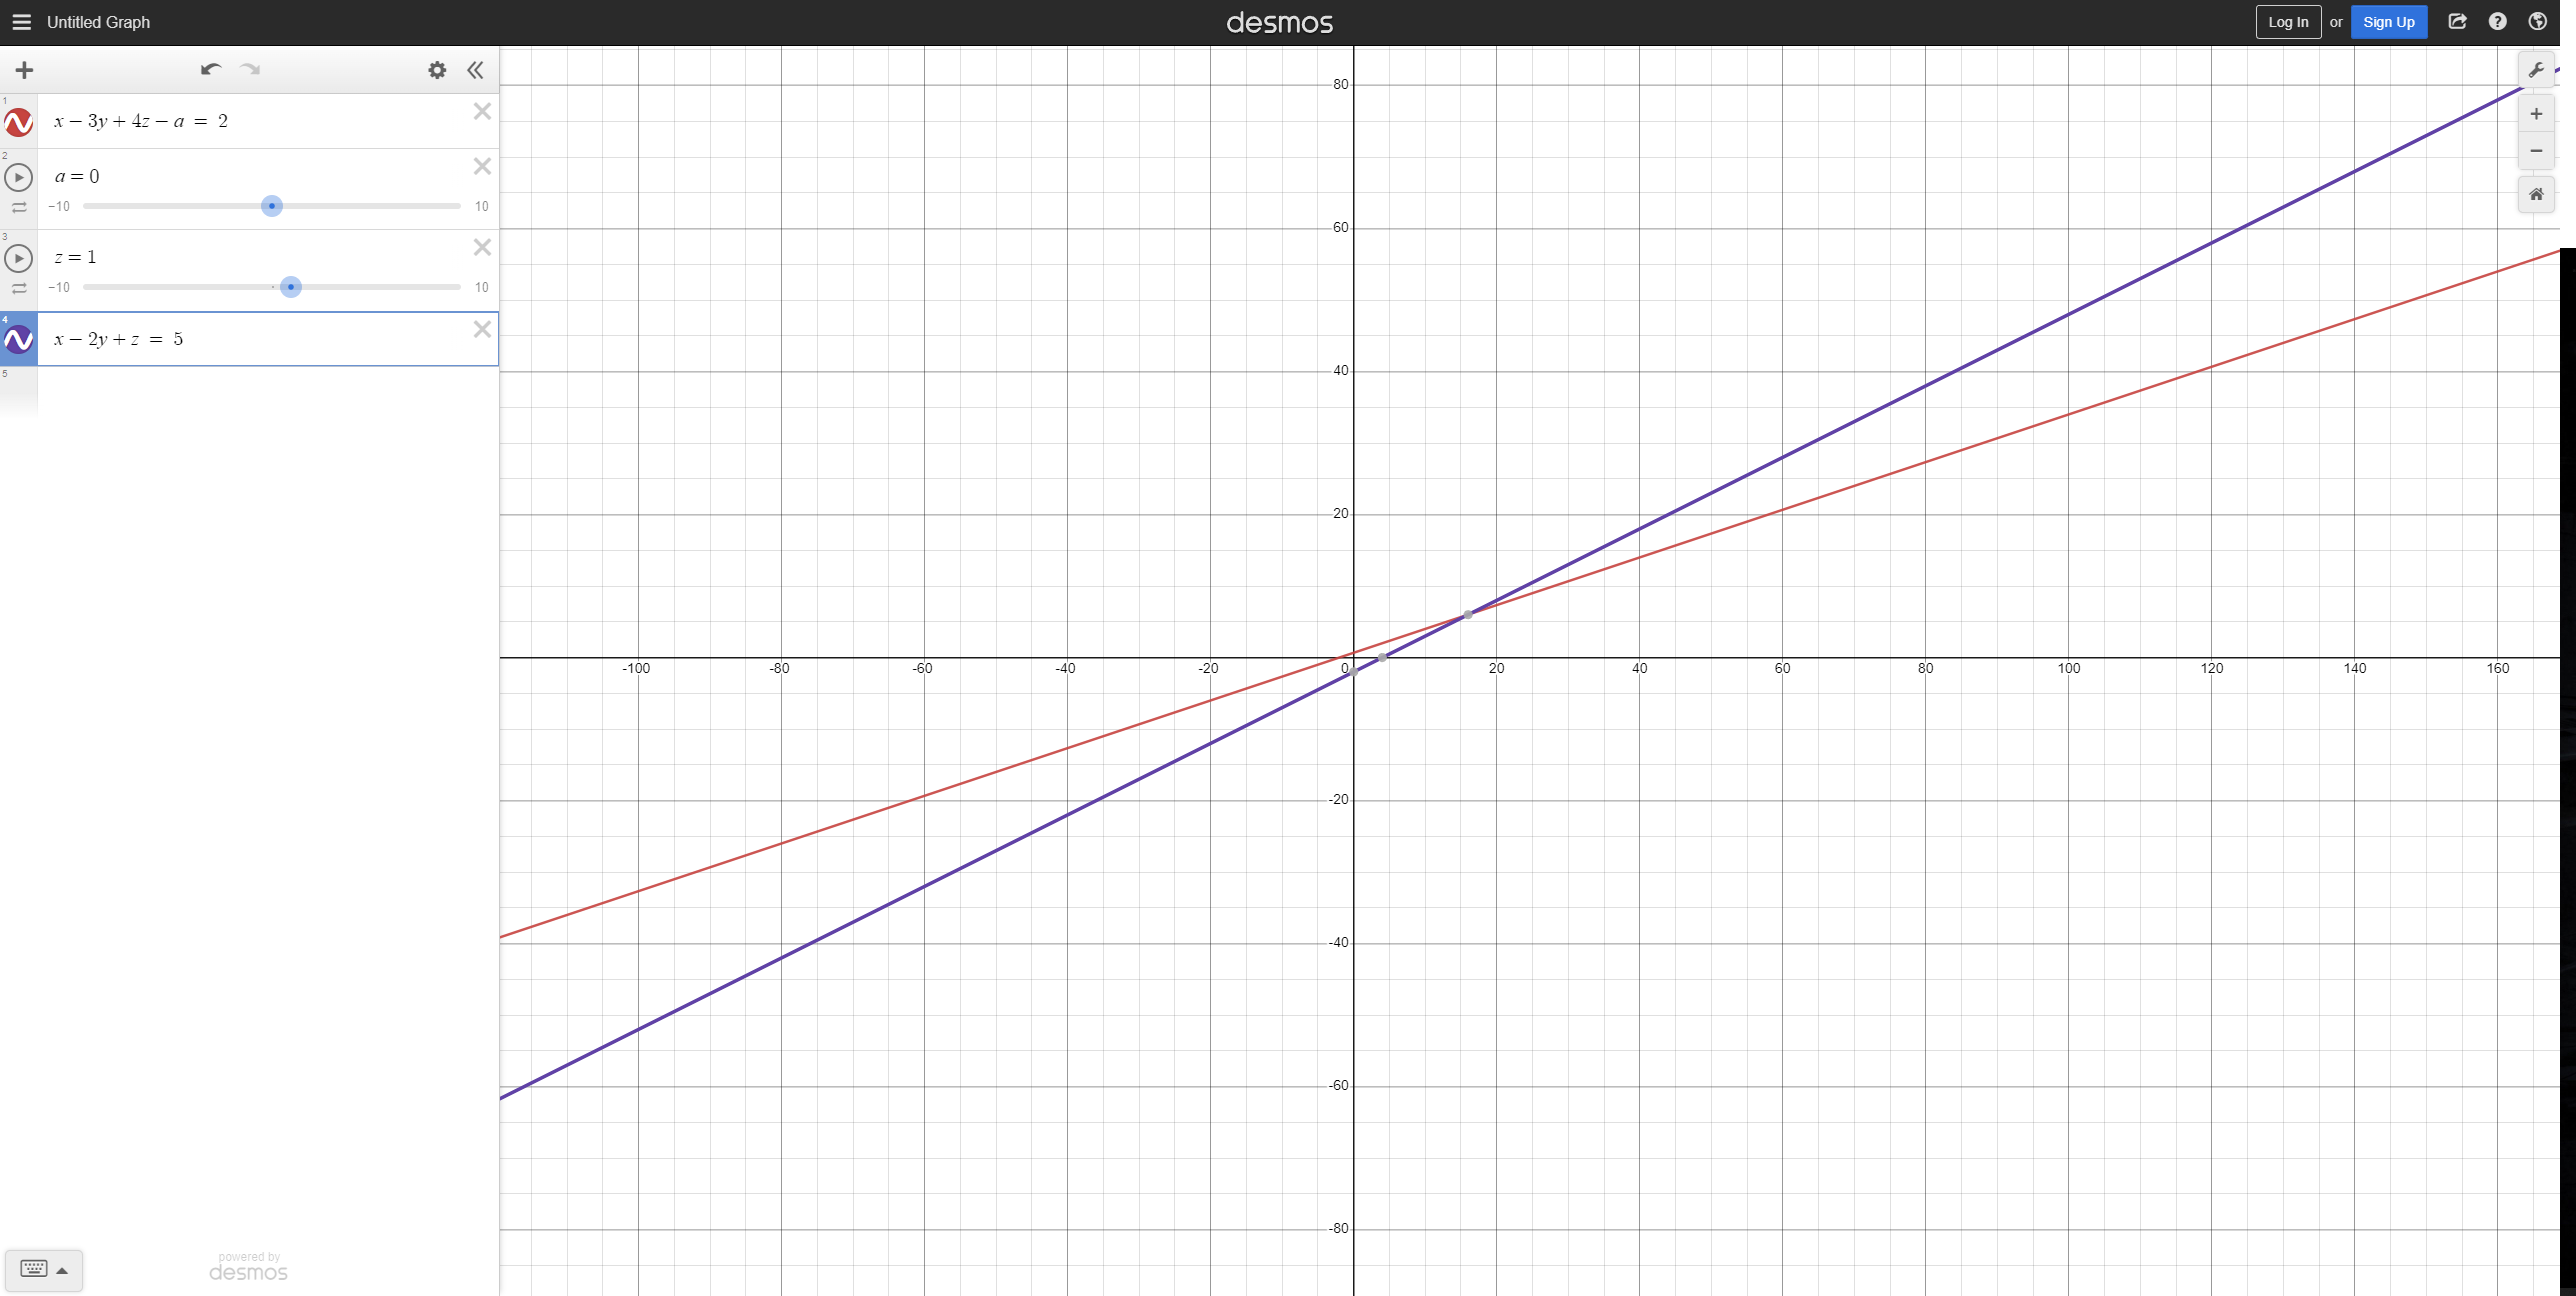 Untitled Graph
desmos
Log In or Sign Up
1
x − 3y + 4z − a = 2
2
a = 0
−10 10
3
z = 1
−10 10
4
x − 2y + z = 5
5
powered by
desmos
80
60
40
20
-100 -80 -60 -40 -20 0 20 40 60 80 100 120 140 160
-20
-40
-60
-80